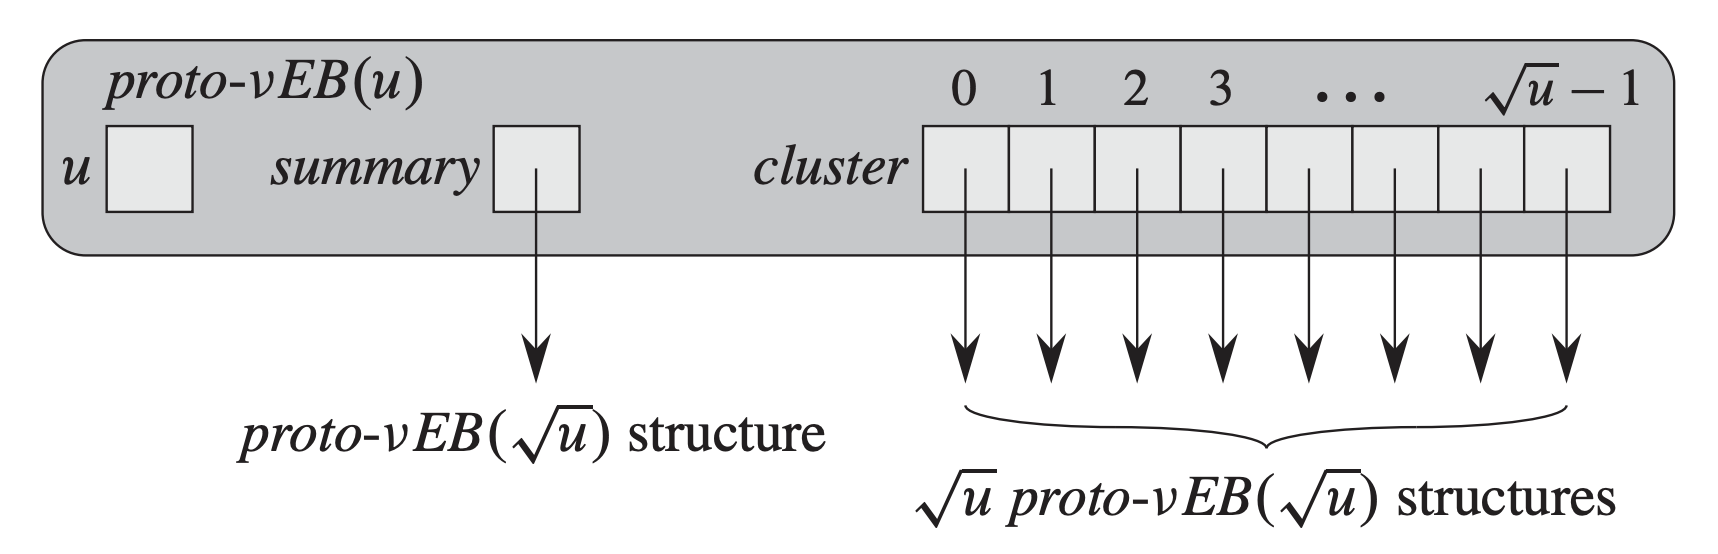 proto-vEB(u)
0 1 2 3 ... √u − 1
u summary cluster
proto-vEB(√u) structure
√u proto-vEB(√u) structures